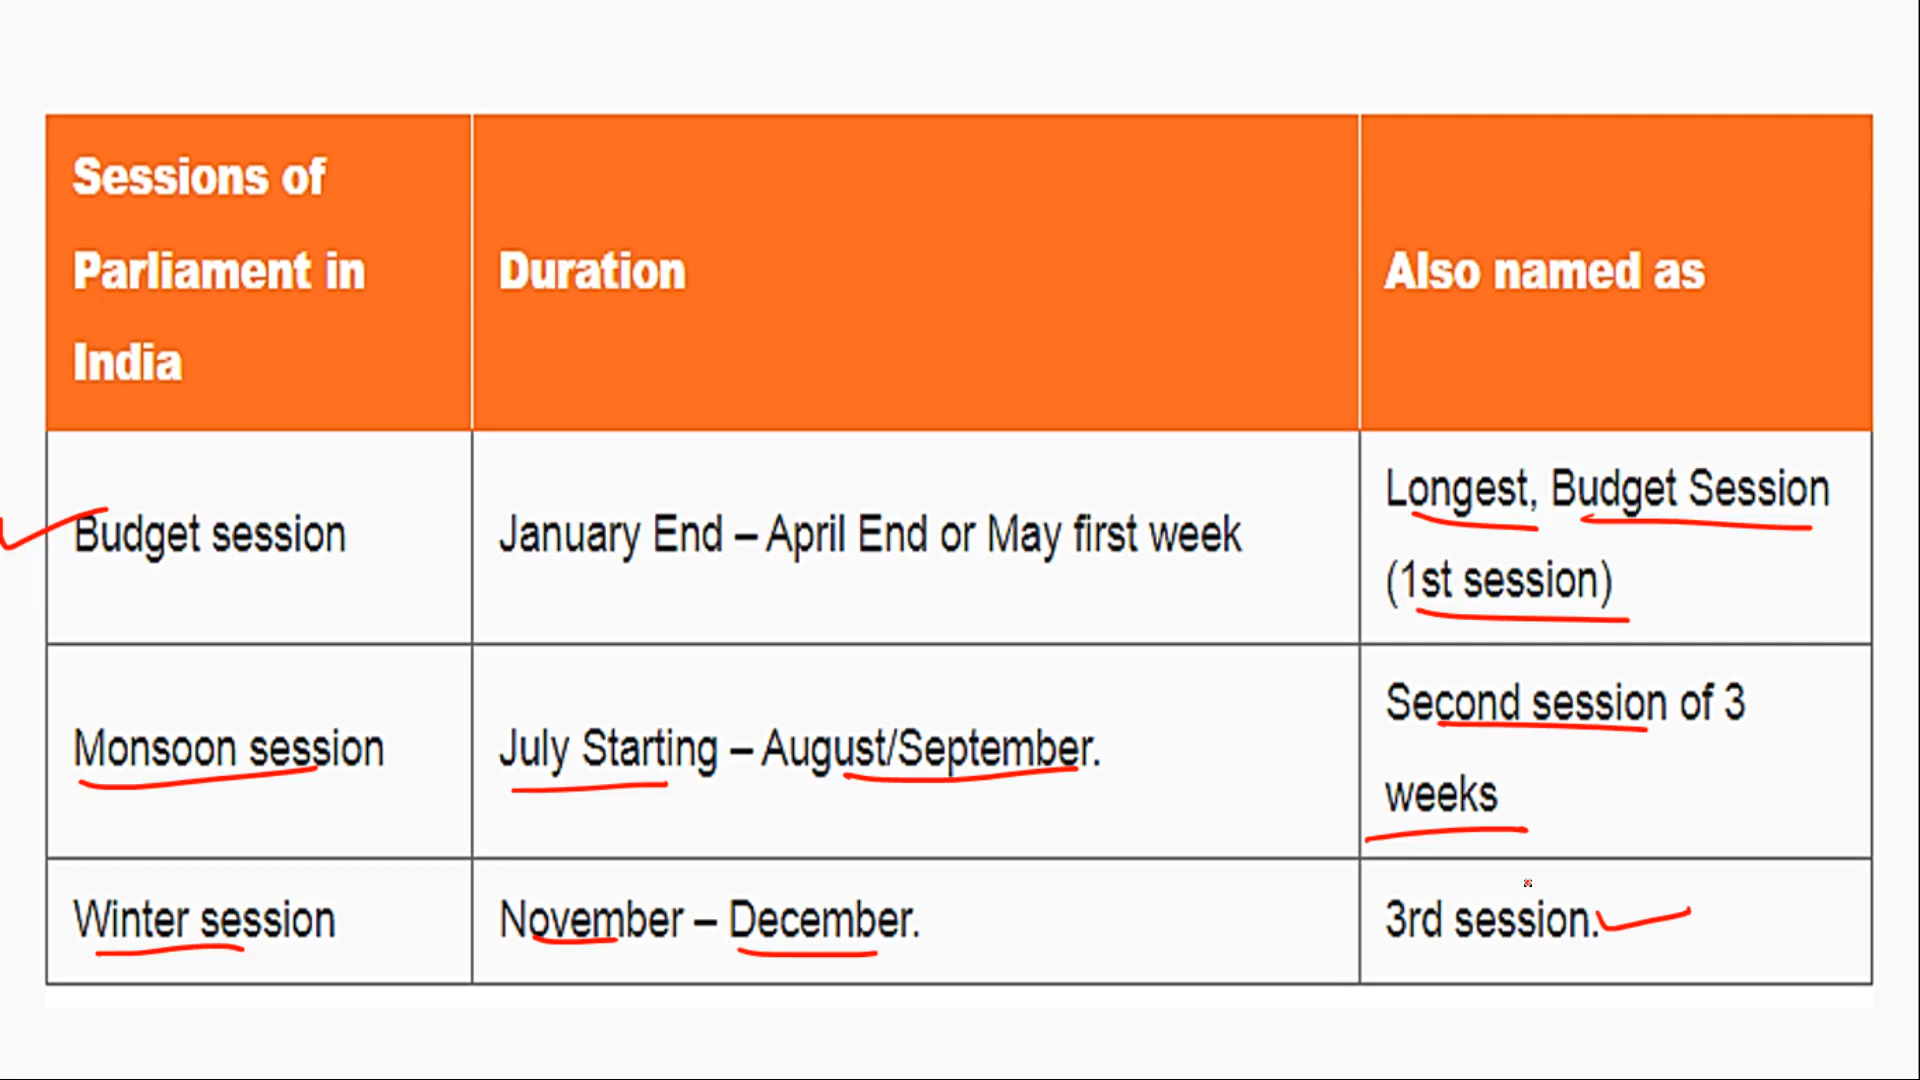 Sessions of
Parliament in
India
Duration
Also named as
Budget session
January End – April End or May first week
Longest, Budget Session
(1st session)
Monsoon session
July Starting – August/September.
Second session of 3
weeks
Winter session
November – December.
3rd session.